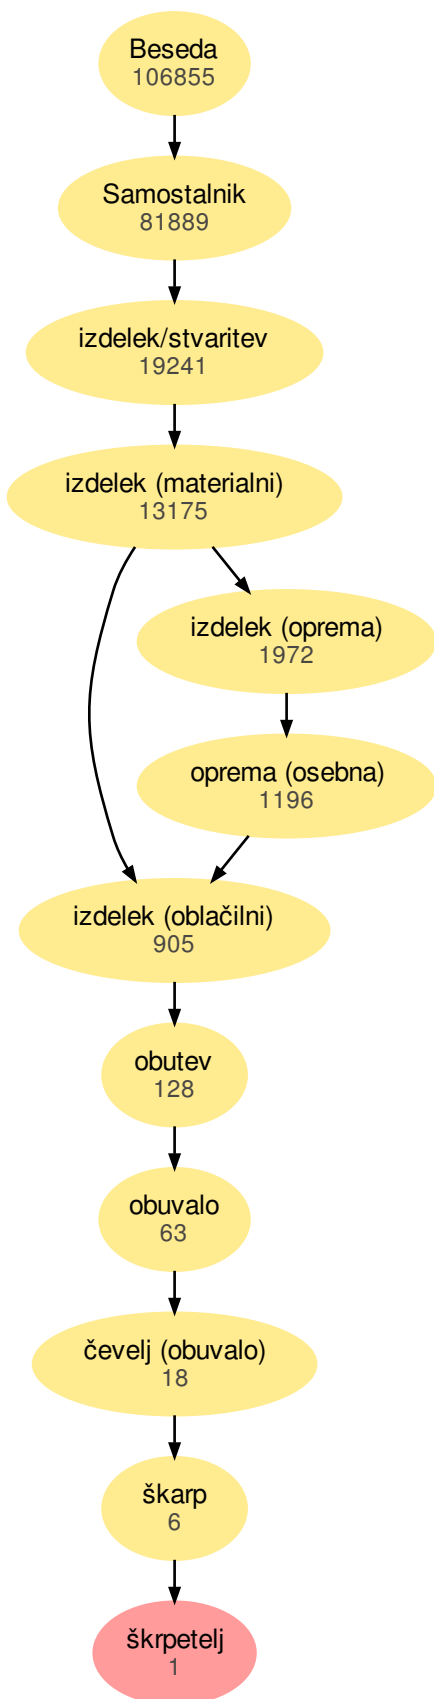 Beseda
106855
Samostalnik
81889
izdelek/stvaritev
19241
izdelek (materialni)
13175
izdelek (oprema)
1972
oprema (osebna)
1196
izdelek (oblačilni)
905
obutev
128
obuvalo
63
čevelj (obuvalo)
18
škarp
6
škrpetelj
1